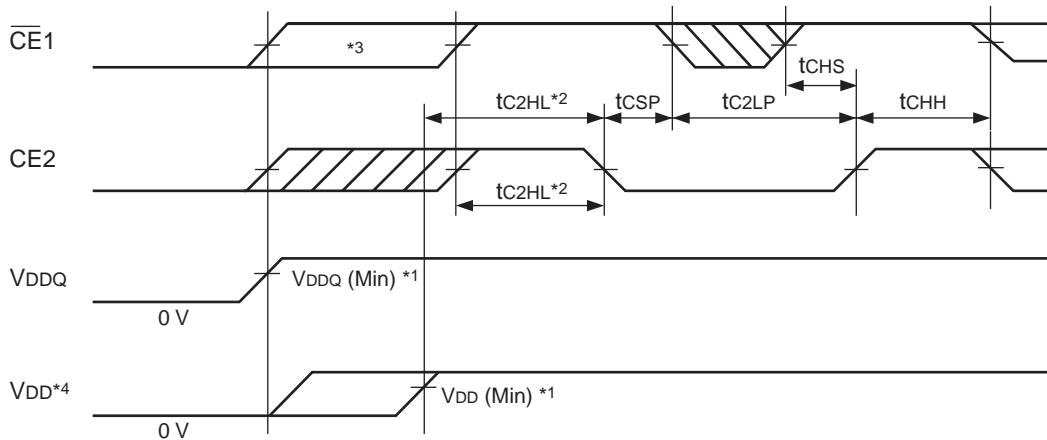 CE1
*3
tCHS
tC2HL*2
tCSP
tC2LP
tCHH
CE2
tC2HL*2
VDDQ
VDDQ (Min) *1
0 V
VDD*4
VDD (Min) *1
0 V